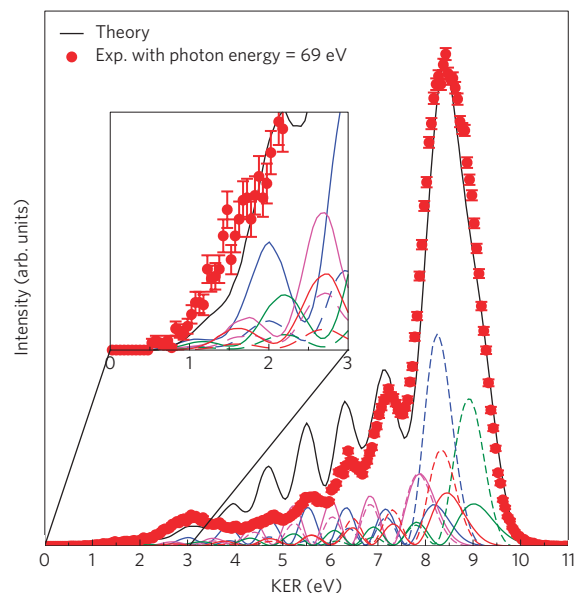 Theory
Exp. with photon energy = 69 eV
Intensity (arb. units)
0 1 2 3
0 1 2 3 4 5 6 7 8 9 10 11
KER (eV)